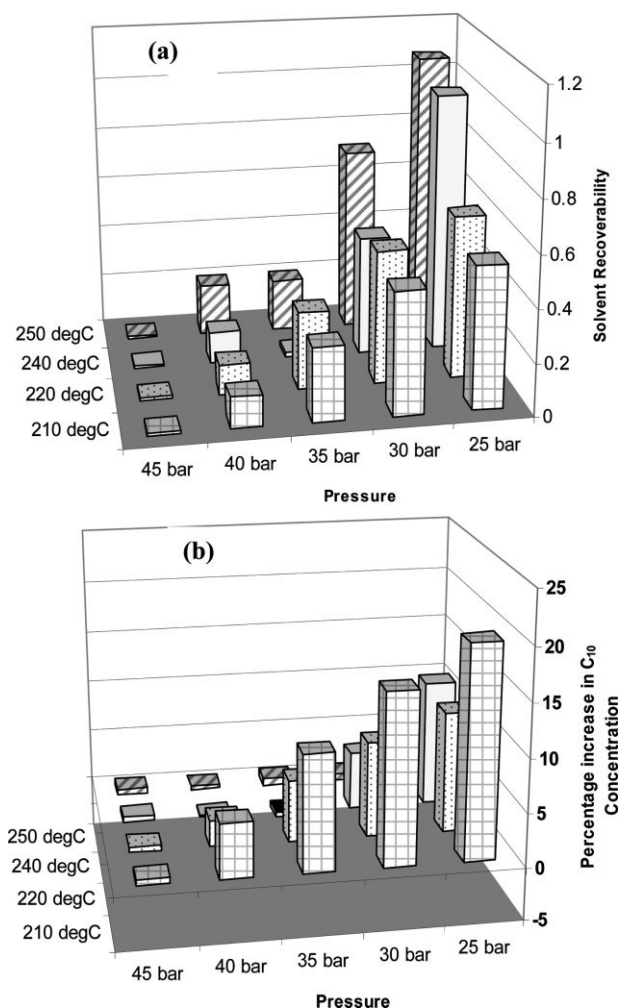 (a)
1.2
1
0.8
0.6
0.4
0.2
0
Solvent Recoverability
250 degC
240 degC
220 degC
210 degC
45 bar
40 bar
35 bar
30 bar
25 bar
Pressure
(b)
25
20
15
10
5
0
-5
Percentage increase in C₁₀
Concentration
250 degC
240 degC
220 degC
210 degC
45 bar
40 bar
35 bar
30 bar
25 bar
Pressure